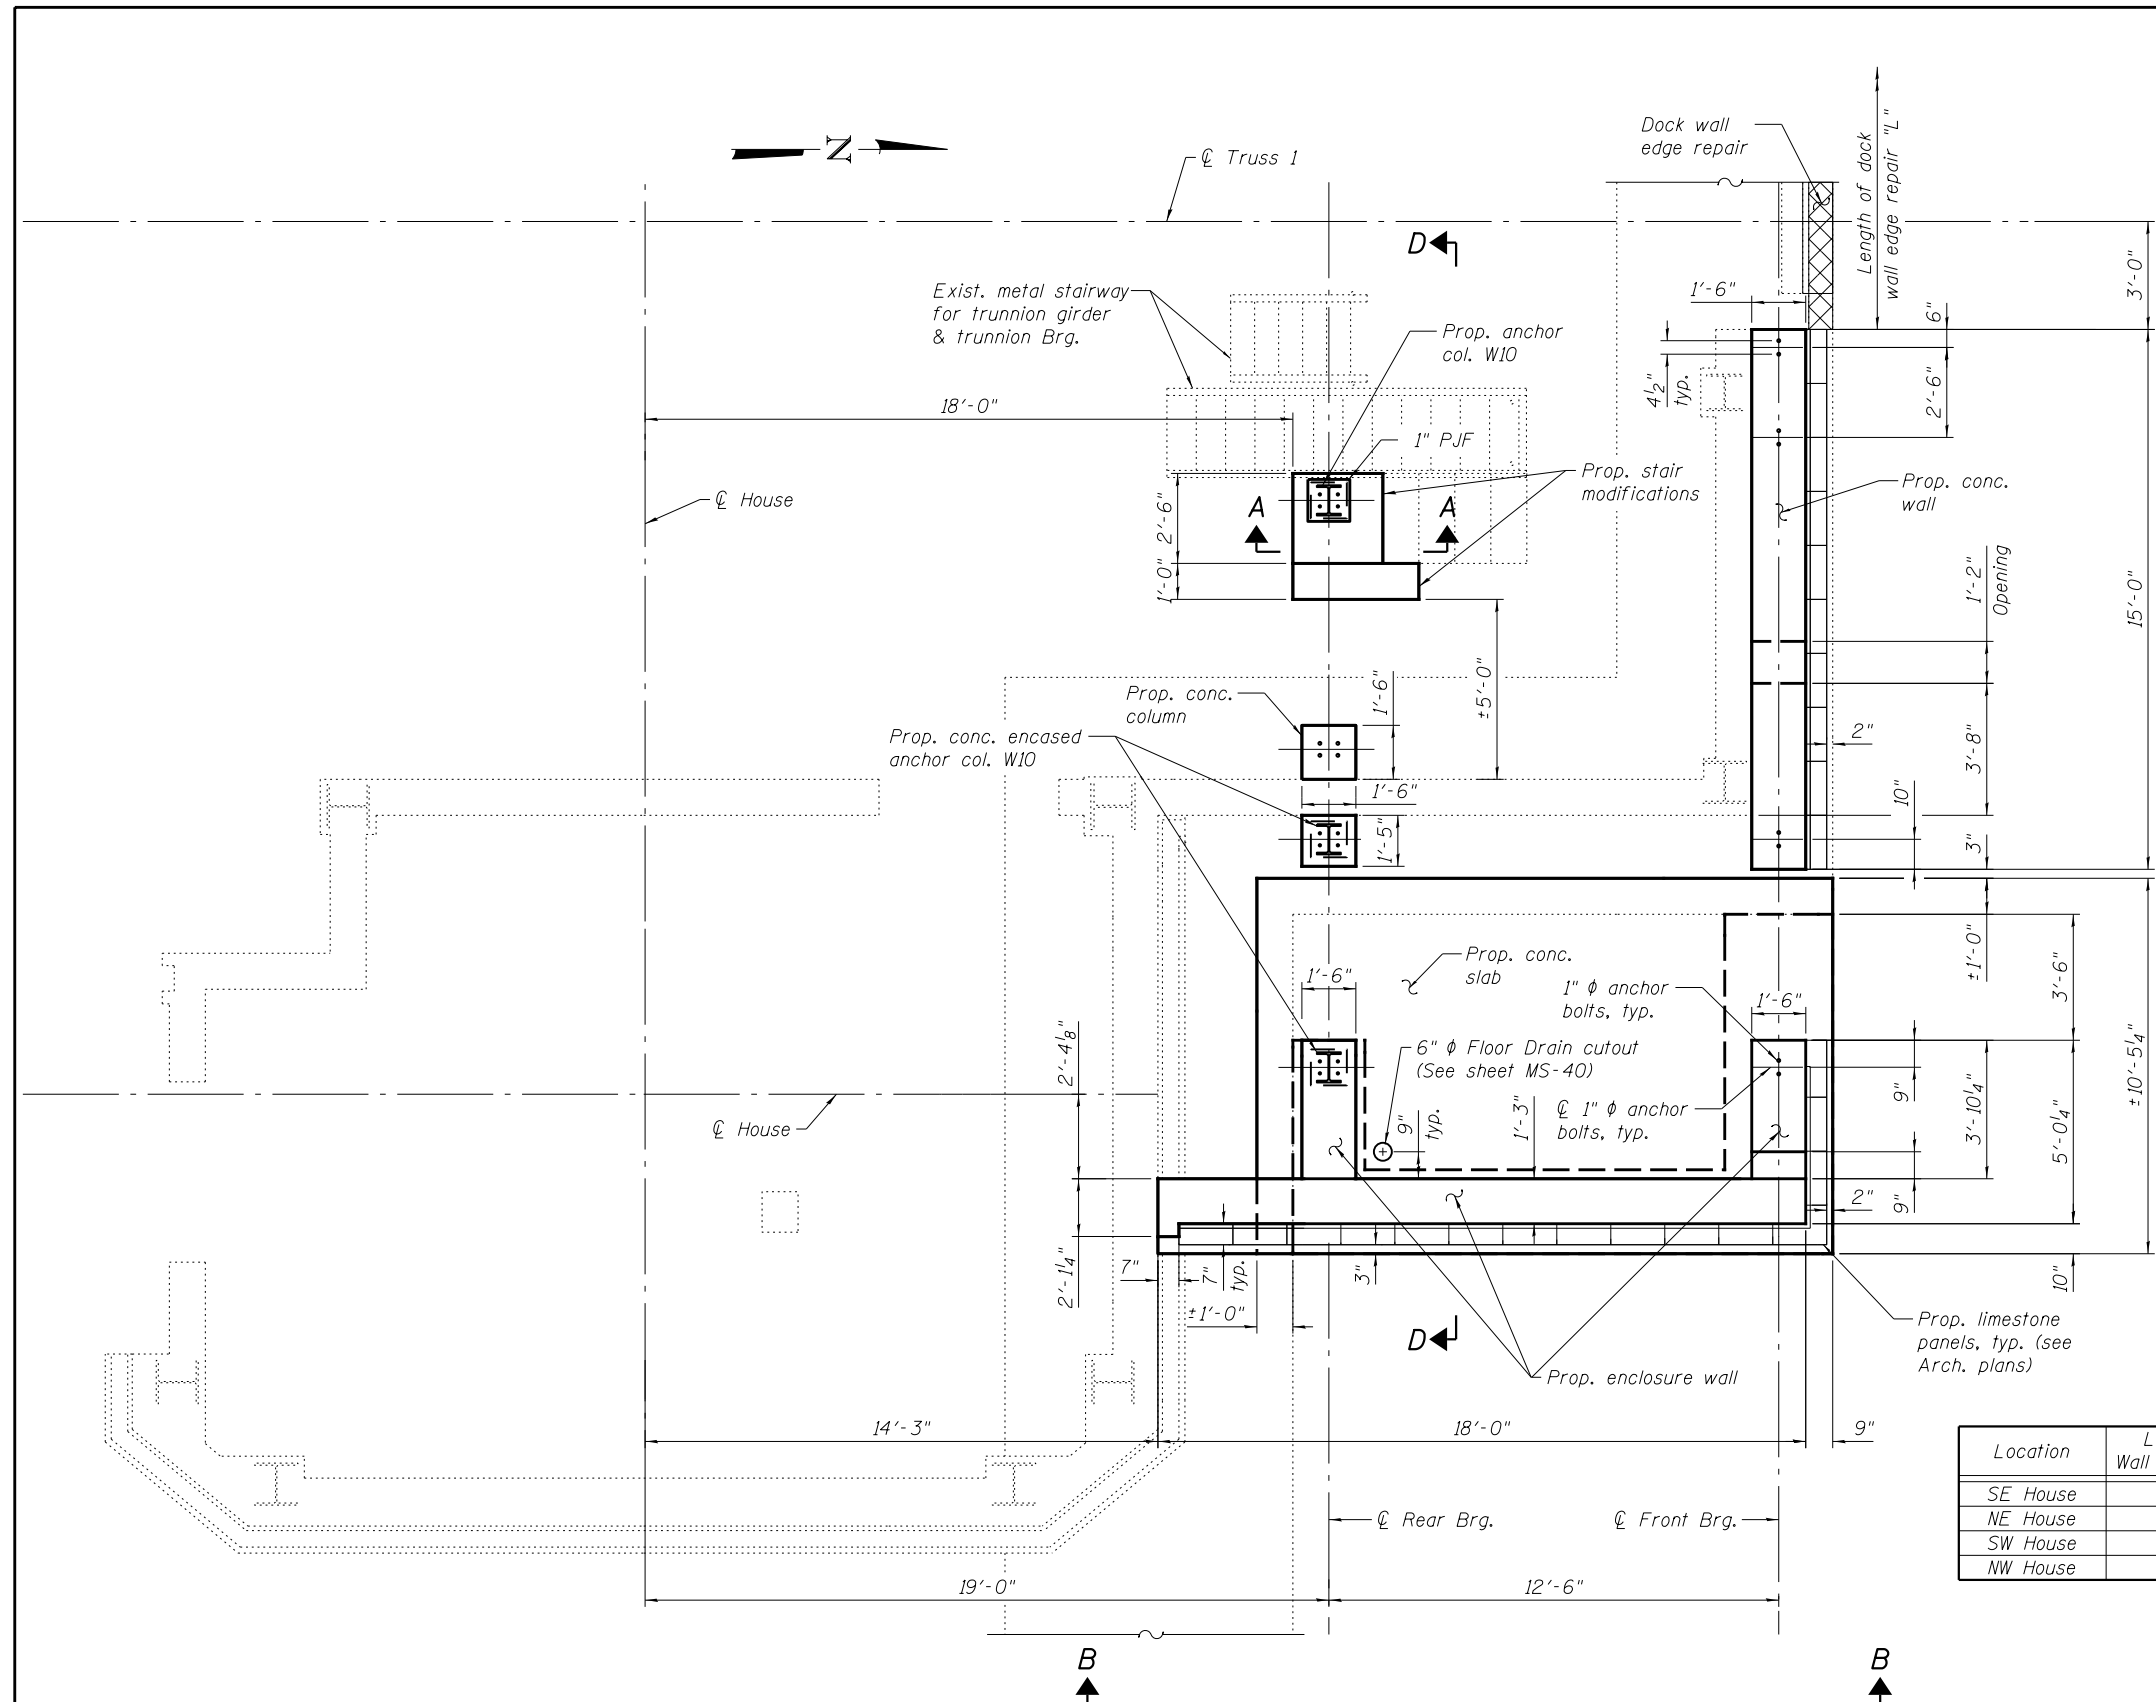 N
℄ Truss 1
Dock wall
edge repair
Length of dock
wall edge repair "L"
D
3'-0"
Exist. metal stairway
for trunnion girder
& trunnion Brg.
1'-6"
6"
Prop. anchor
col. W10
4½"
typ.
2'-6"
18'-0"
1" PJF
Prop. stair
modifications
℄ House
Prop. conc.
wall
A
A
2'-6"
1'-0"
1'-2"
Opening
15'-0"
±5'-0"
1'-6"
Prop. conc.
column
Prop. conc. encased
anchor col. W10
2"
3'-8"
1'-6"
10"
1'-5"
3"
Prop. conc.
slab
±1'-0"
3'-6"
1'-6"
1" ϕ anchor
bolts, typ.
1'-6"
2'-4⅛"
6" ϕ Floor Drain cutout
(See sheet MS-40)
±10'-5¼"
9"
3'-10¼"
5'-0¼"
℄ House
9"
typ.
1'-3"
℄ 1" ϕ anchor
bolts, typ.
9"
2"
2'-1¼"
7"
7"
typ.
3"
10"
±1'-0"
D
Prop. limestone
panels, typ. (see
Arch. plans)
Prop. enclosure wall
14'-3"
18'-0"
9"
Location
L
Wall
SE House
NE House
SW House
NW House
℄ Rear Brg.
℄ Front Brg.
19'-0"
12'-6"
B
B